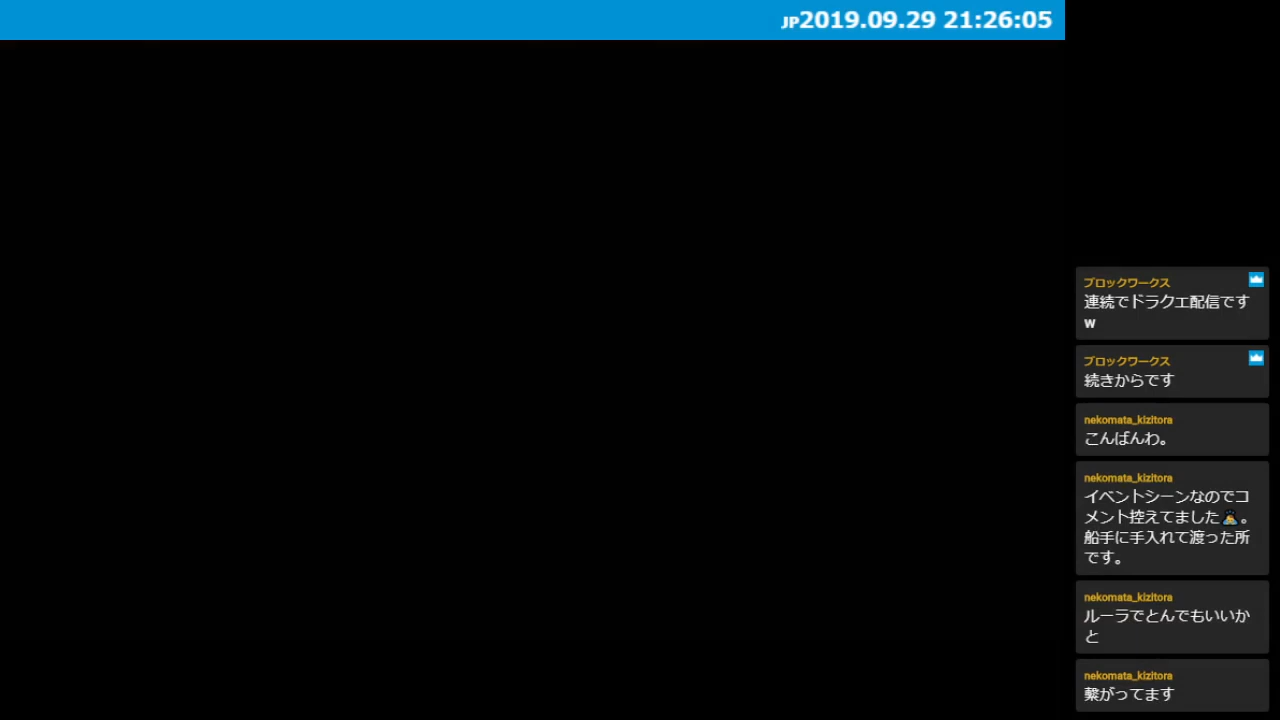 JP2019.09.29 21:26:05
ブロックワークス
連続でドラクエ配信です
w
ブロックワークス
続きからです
nekomata_kizitora
こんばんわ。
nekomata_kizitora
イベントシーンなのでコ
メント控えてました🙇。
船手に手入れて渡った所
です。
nekomata_kizitora
ルーラでとんでもいいか
と
nekomata_kizitora
繋がってます